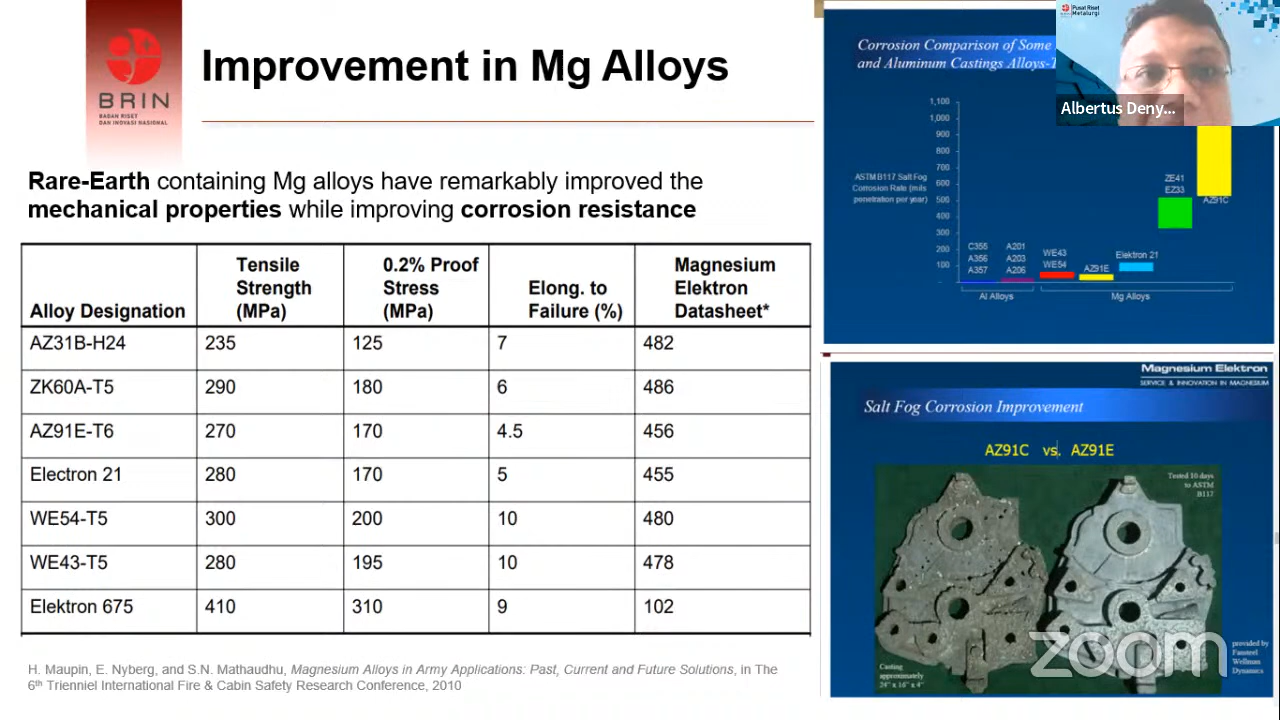 BRIN
BADAN RISET
DAN INOVASI NASIONAL
Improvement in Mg Alloys
Rare-Earth containing Mg alloys have remarkably improved the
mechanical properties while improving corrosion resistance
Alloy Designation Tensile Strength (MPa) 0.2% Proof Stress (MPa) Elong. to Failure (%) Magnesium Elektron Datasheet*
AZ31B-H24 235 125 7 482
ZK60A-T5 290 180 6 486
AZ91E-T6 270 170 4.5 456
Electron 21 280 170 5 455
WE54-T5 300 200 10 480
WE43-T5 280 195 10 478
Elektron 675 410 310 9 102
H. Maupin, E. Nyberg, and S.N. Mathaudhu, Magnesium Alloys in Army Applications: Past, Current and Future Solutions, in The
6th Trienniel International Fire & Cabin Safety Research Conference, 2010
Corrosion Comparison of Some
and Aluminum Castings Alloys-T
Pusat Riset
Metalurgi
Albertus Deny...
ASTM B117 Salt Fog
Corrosion Rate (mils
penetration per year)
1,100
1,000
900
800
700
600
500
400
300
200
100
C355
A356
A357
A201
A203
A206
WE43
WE54
AZ91E
Elektron 21
ZE41
EZ33
AZ91C
Al Alloys
Mg Alloys
Magnesium Elektron
SERVICE & INNOVATION IN MAGNESIUM
Salt Fog Corrosion Improvement
AZ91C vs. AZ91E
Tested 10 days
to ASTM
B117
Casting
approximately
24" x 16" x 4"
provided by
Fansteel
Wellman
Dynamics
zoom